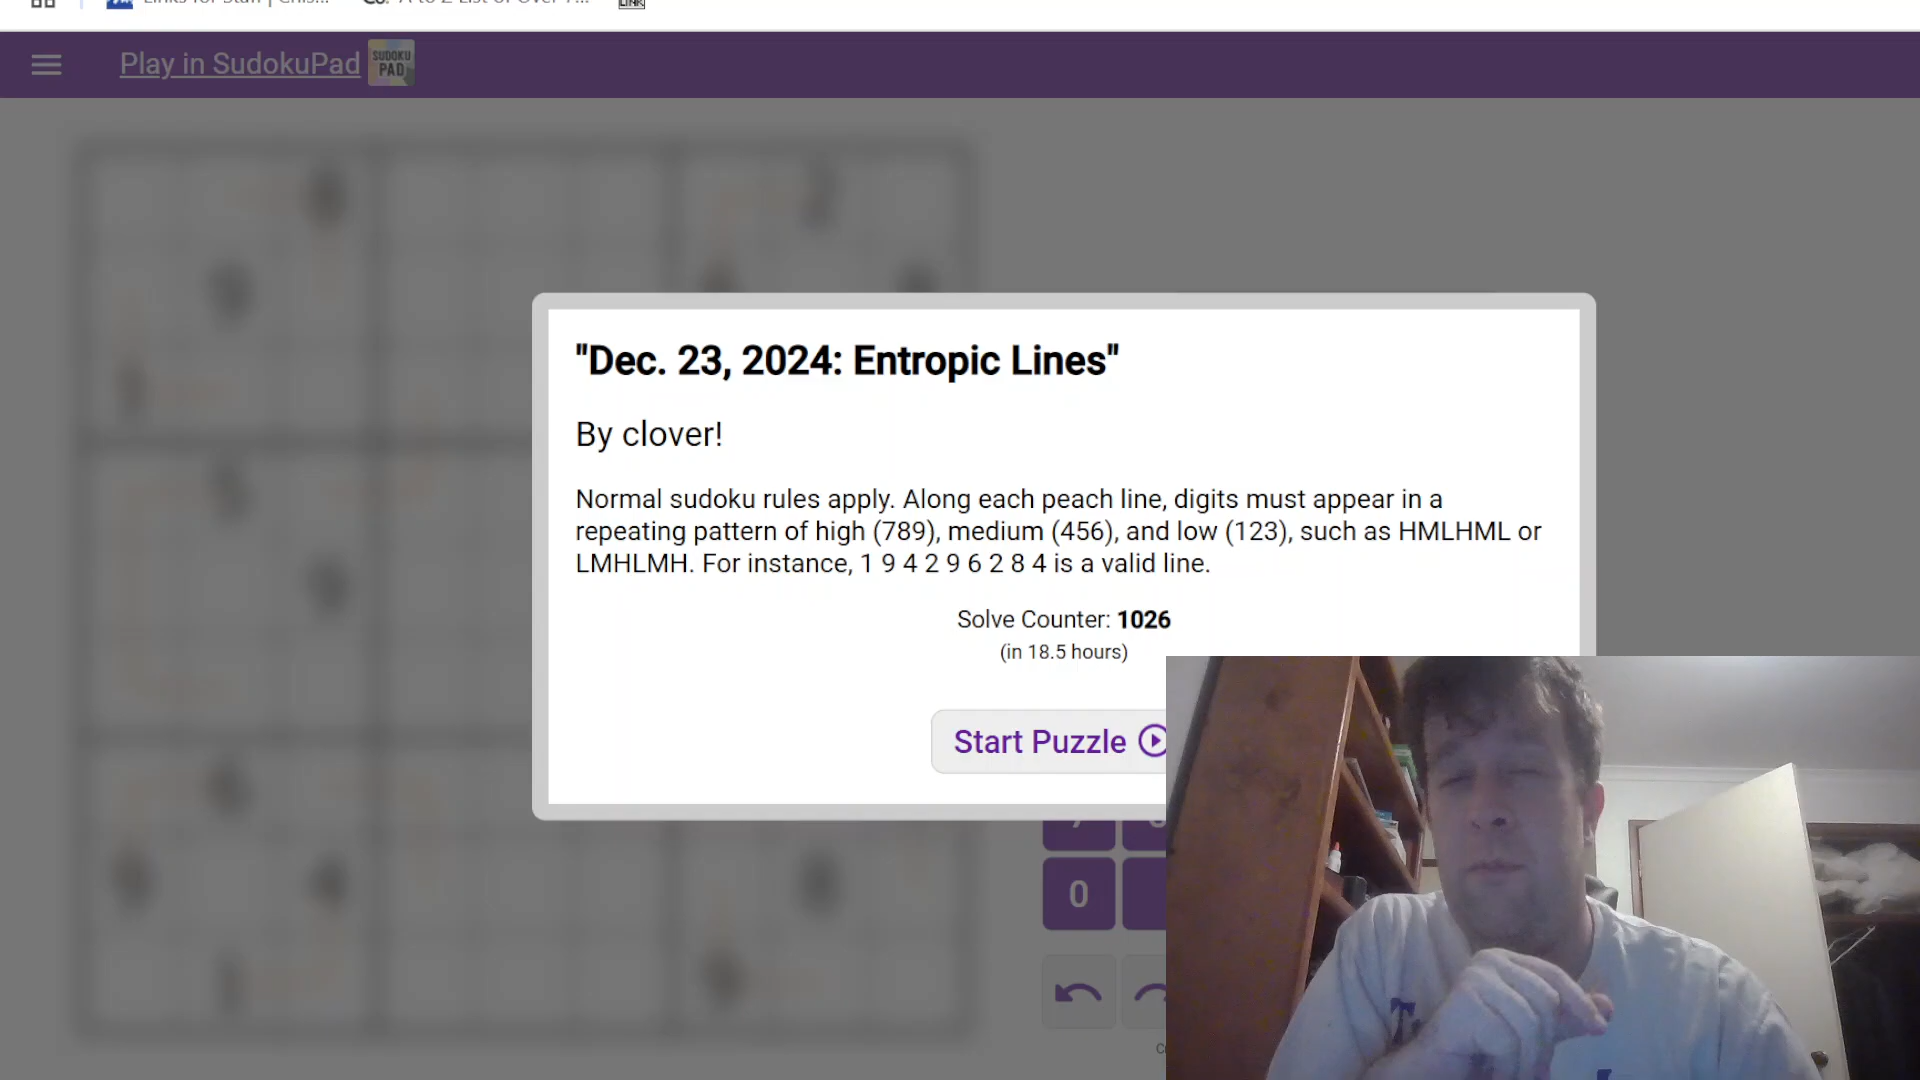 Play in SudokuPad
SUDOKU
PAD
"Dec. 23, 2024: Entropic Lines"
By clover!
Normal sudoku rules apply. Along each peach line, digits must appear in a
repeating pattern of high (789), medium (456), and low (123), such as HMLHML or
LMHLMH. For instance, 1 9 4 2 9 6 2 8 4 is a valid line.
Solve Counter: 1026
(in 18.5 hours)
Start Puzzle
0